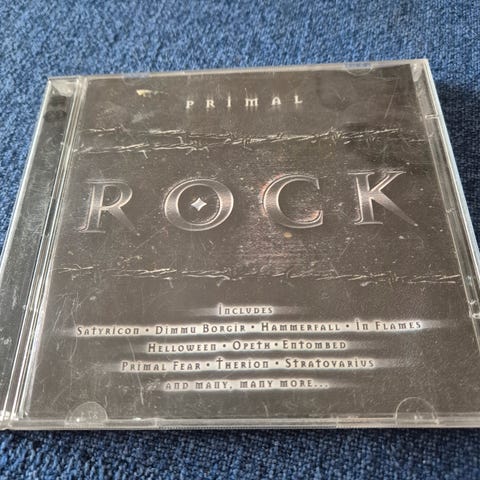 PRIMAL
ROCK
INCLUDES
SATYRICON • DIMMU BORGIR • HAMMERFALL • IN FLAMES
HELLOWEEN • OPETH • ENTOMBED
PRIMAL FEAR • THERION • STRATOVARIUS
AND MANY, MANY MORE...